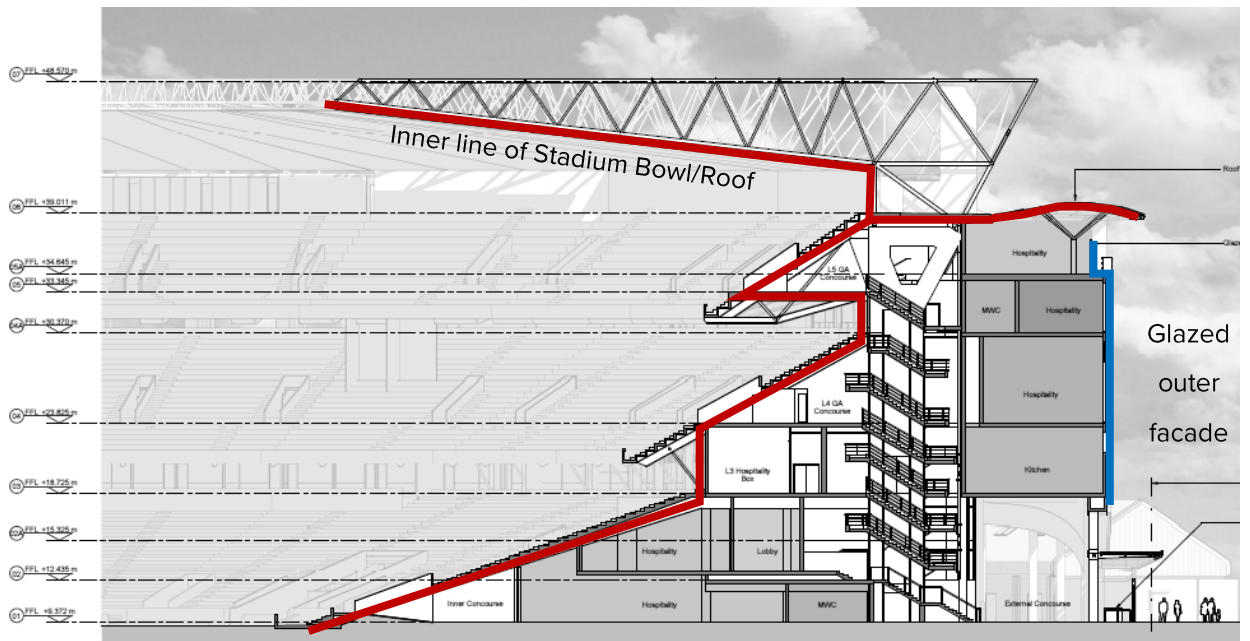 07 FFL +48.570 m
Inner line of Stadium Bowl/Roof
Roof
06 FFL +39.011 m
Glaze
Hospitality
05A FFL +34.645 m
L5 GA
Concourse
05 FFL +33.345 m
MWC
Hospitality
04A FFL +30.370 m
Glazed
outer
facade
Hospitality
L4 GA
Concourse
04 FFL +23.825 m
L3 Hospitality
Box
Kitchen
03 FFL +18.725 m
02A FFL +15.325 m
Hospitality
Lobby
02 FFL +12.435 m
Inner Concourse
Hospitality
MWC
External Concourse
01 FFL +9.372 m